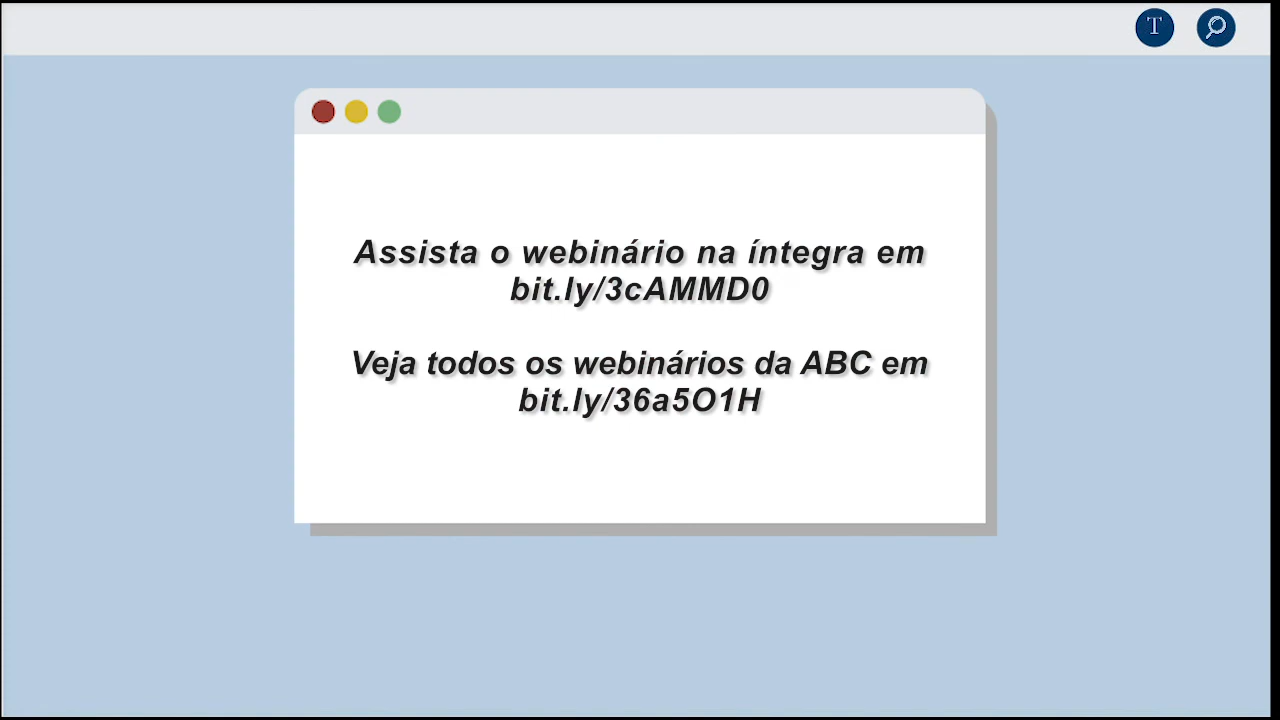 T
Assista o webinário na íntegra em
bit.ly/3cAMMD0
Veja todos os webinários da ABC em
bit.ly/36a5O1H